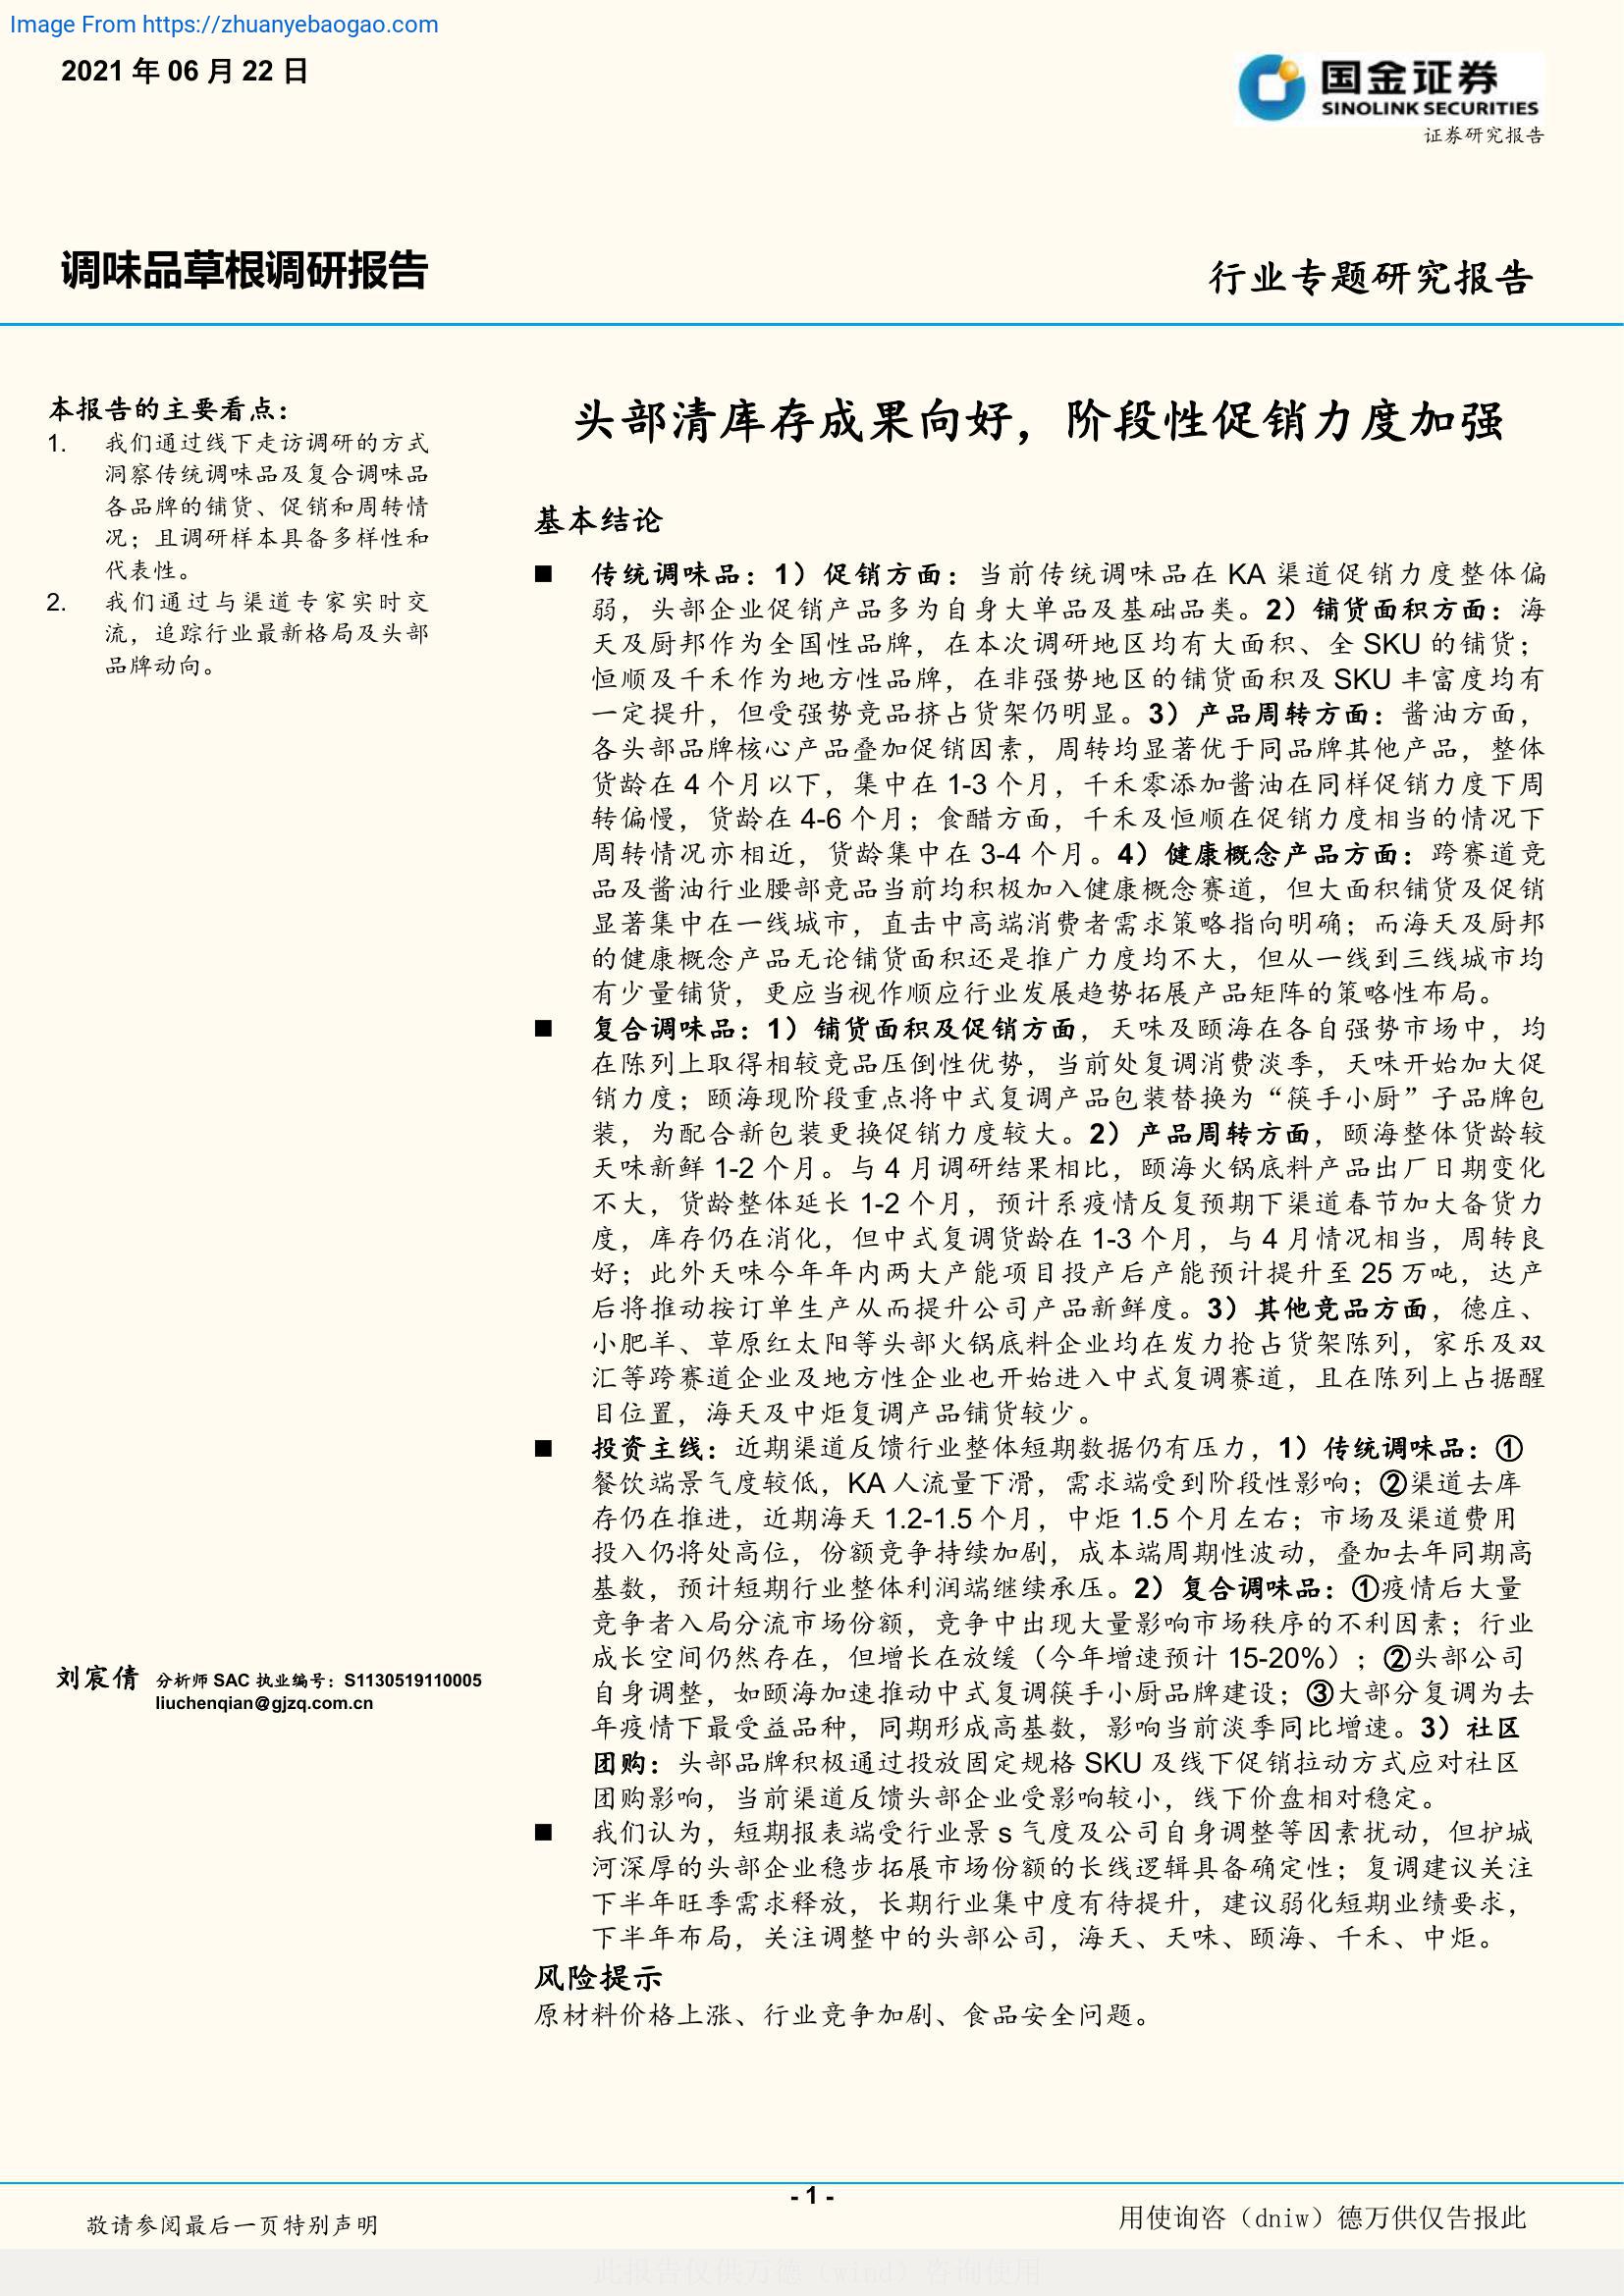 Image From https://zhuanyebaogao.com
2021 年 06 月 22 日
国金证券
SINOLINK SECURITIES
证券研究报告
调味品草根调研报告
行业专题研究报告
本报告的主要看点：
1. 我们通过线下走访调研的方式
洞察传统调味品及复合调味品
各品牌的铺货、促销和周转情
况；且调研样本具备多样性和
代表性。
2. 我们通过与渠道专家实时交
流，追踪行业最新格局及头部
品牌动向。
刘宸倩 分析师 SAC 执业编号：S1130519110005
liuchenqian@gjzq.com.cn
头部清库存成果向好，阶段性促销力度加强
基本结论
■ 传统调味品：1）促销方面：当前传统调味品在 KA 渠道促销力度整体偏
弱，头部企业促销产品多为自身大单品及基础品类。2）铺货面积方面：海
天及厨邦作为全国性品牌，在本次调研地区均有大面积、全 SKU 的铺货；
恒顺及千禾作为地方性品牌，在非强势地区的铺货面积及 SKU 丰富度均有
一定提升，但受强势竞品挤占货架仍明显。3）产品周转方面：酱油方面，
各头部品牌核心产品叠加促销因素，周转均显著优于同品牌其他产品，整体
货龄在 4 个月以下，集中在 1-3 个月，千禾零添加酱油在同样促销力度下周
转偏慢，货龄在 4-6 个月；食醋方面，千禾及恒顺在促销力度相当的情况下
周转情况亦相近，货龄集中在 3-4 个月。4）健康概念产品方面：跨赛道竞
品及酱油行业腰部竞品当前均积极加入健康概念赛道，但大面积铺货及促销
显著集中在一线城市，直击中高端消费者需求策略指向明确；而海天及厨邦
的健康概念产品无论铺货面积还是推广力度均不大，但从一线到三线城市均
有少量铺货，更应当视作顺应行业发展趋势拓展产品矩阵的策略性布局。
■ 复合调味品：1）铺货面积及促销方面，天味及颐海在各自强势市场中，均
在陈列上取得相较竞品压倒性优势，当前处复调消费淡季，天味开始加大促
销力度；颐海现阶段重点将中式复调产品包装替换为“筷手小厨”子品牌包
装，为配合新包装更换促销力度较大。2）产品周转方面，颐海整体货龄较
天味新鲜 1-2 个月。与 4 月调研结果相比，颐海火锅底料产品出厂日期变化
不大，货龄整体延长 1-2 个月，预计系疫情反复预期下渠道春节加大备货力
度，库存仍在消化，但中式复调货龄在 1-3 个月，与 4 月情况相当，周转良
好；此外天味今年年内两大产能项目投产后产能预计提升至 25 万吨，达产
后将推动按订单生产从而提升公司产品新鲜度。3）其他竞品方面，德庄、
小肥羊、草原红太阳等头部火锅底料企业均在发力抢占货架陈列，家乐及双
汇等跨赛道企业及地方性企业也开始进入中式复调赛道，且在陈列上占据醒
目位置，海天及中炬复调产品铺货较少。
■ 投资主线：近期渠道反馈行业整体短期数据仍有压力，1）传统调味品：①
餐饮端景气度较低，KA 人流量下滑，需求端受到阶段性影响；②渠道去库
存仍在推进，近期海天 1.2-1.5 个月，中炬 1.5 个月左右；市场及渠道费用
投入仍将处高位，份额竞争持续加剧，成本端周期性波动，叠加去年同期高
基数，预计短期行业整体利润端继续承压。2）复合调味品：①疫情后大量
竞争者入局分流市场份额，竞争中出现大量影响市场秩序的不利因素；行业
成长空间仍然存在，但增长在放缓（今年增速预计 15-20%）；②头部公司
自身调整，如颐海加速推动中式复调筷手小厨品牌建设；③大部分复调为去
年疫情下最受益品种，同期形成高基数，影响当前淡季同比增速。3）社区
团购：头部品牌积极通过投放固定规格 SKU 及线下促销拉动方式应对社区
团购影响，当前渠道反馈头部企业受影响较小，线下价盘相对稳定。
■ 我们认为，短期报表端受行业景 s 气度及公司自身调整等因素扰动，但护城
河深厚的头部企业稳步拓展市场份额的长线逻辑具备确定性；复调建议关注
下半年旺季需求释放，长期行业集中度有待提升，建议弱化短期业绩要求，
下半年布局，关注调整中的头部公司，海天、天味、颐海、千禾、中炬。
风险提示
原材料价格上涨、行业竞争加剧、食品安全问题。
- 1 -
敬请参阅最后一页特别声明
用使询咨（dniw）德万供仅告报此
此报告仅供万德（wind）咨询使用